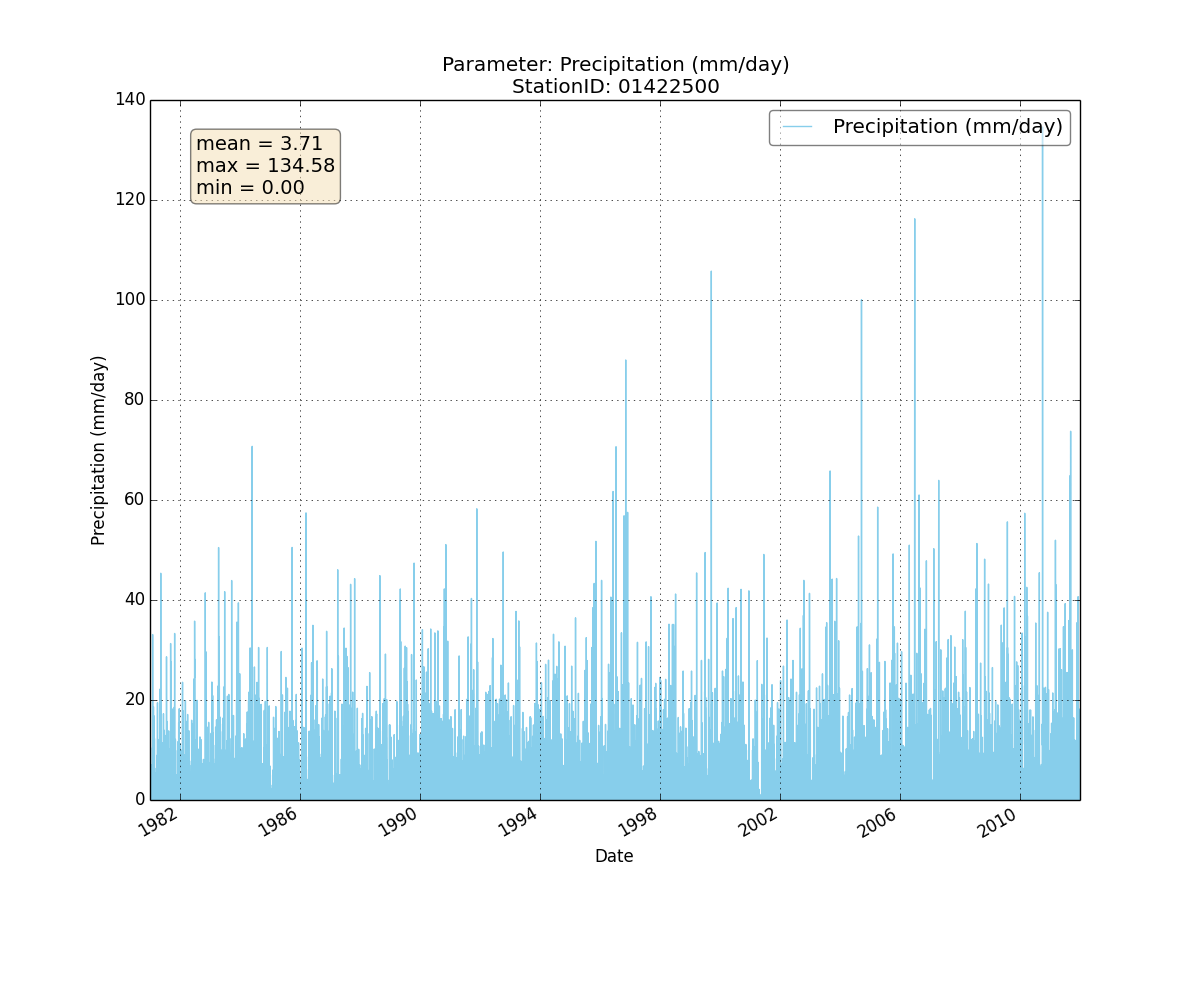 Parameter: Precipitation (mm/day)
StationID: 01422500
140
120
100
80
60
40
20
0
Precipitation (mm/day)
mean = 3.71
max = 134.58
min = 0.00
Precipitation (mm/day)
1982
1986
1990
1994
1998
2002
2006
2010
Date